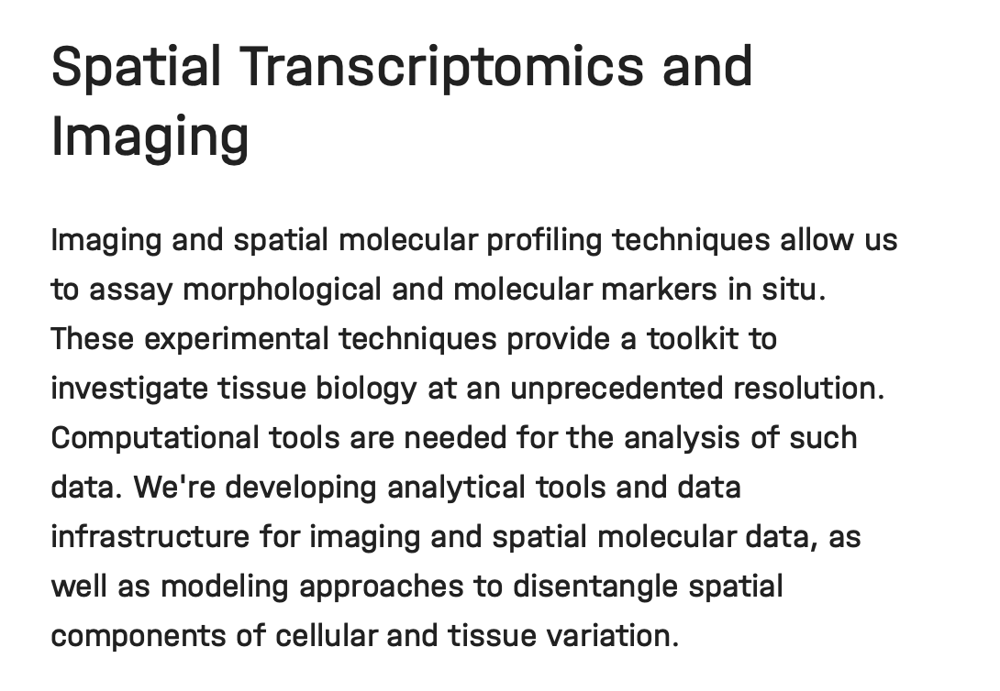 Spatial Transcriptomics and
Imaging
Imaging and spatial molecular profiling techniques allow us
to assay morphological and molecular markers in situ.
These experimental techniques provide a toolkit to
investigate tissue biology at an unprecedented resolution.
Computational tools are needed for the analysis of such
data. We're developing analytical tools and data
infrastructure for imaging and spatial molecular data, as
well as modeling approaches to disentangle spatial
components of cellular and tissue variation.